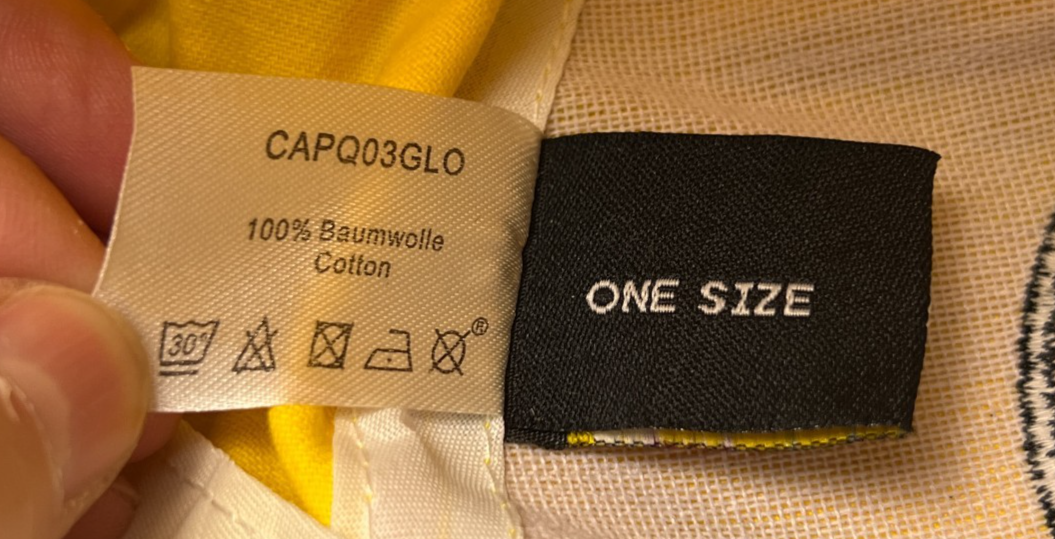 CAPQ03GLO
100% Baumwolle
Cotton
30°
®
ONE SIZE